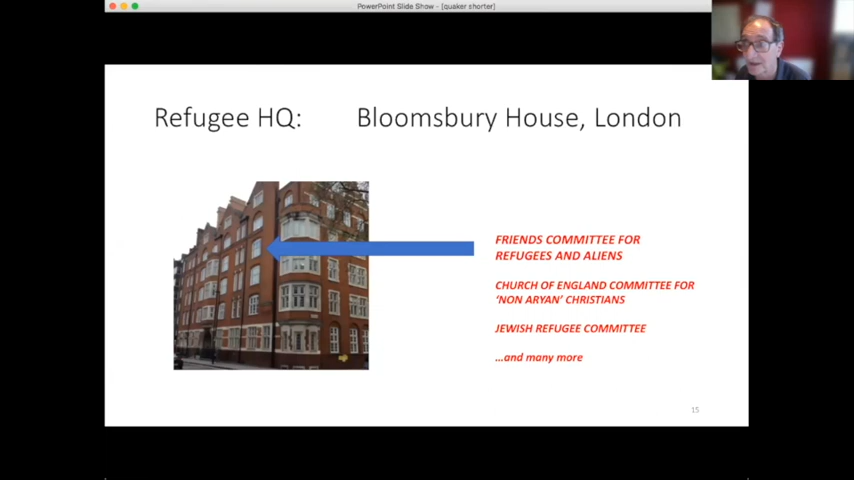 PowerPoint Slide Show - [quaker shorter]
Refugee HQ: Bloomsbury House, London
FRIENDS COMMITTEE FOR
REFUGEES AND ALIENS
CHURCH OF ENGLAND COMMITTEE FOR
‘NON ARYAN’ CHRISTIANS
JEWISH REFUGEE COMMITTEE
...and many more
15